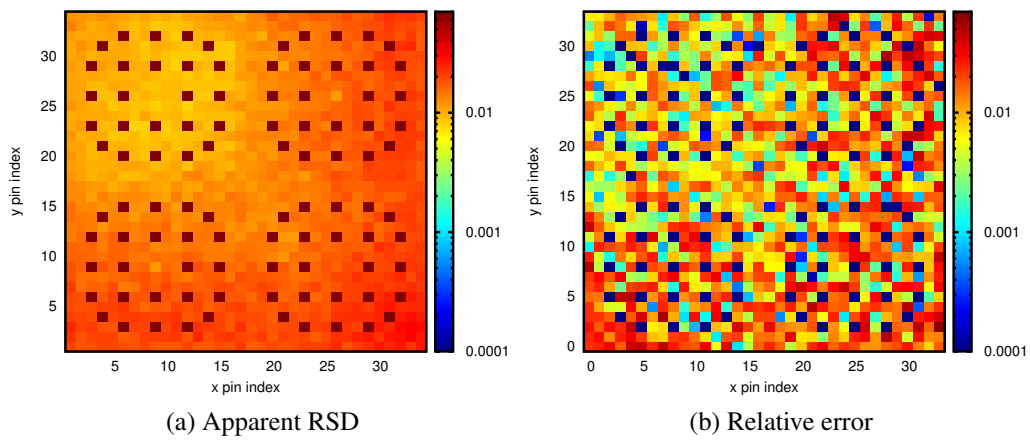 30
25
20
15
10
5
y pin index
5 10 15 20 25 30
x pin index
0.01
0.001
0.0001
(a) Apparent RSD
30
25
20
15
10
5
0
y pin index
0 5 10 15 20 25 30
x pin index
0.01
0.001
0.0001
(b) Relative error